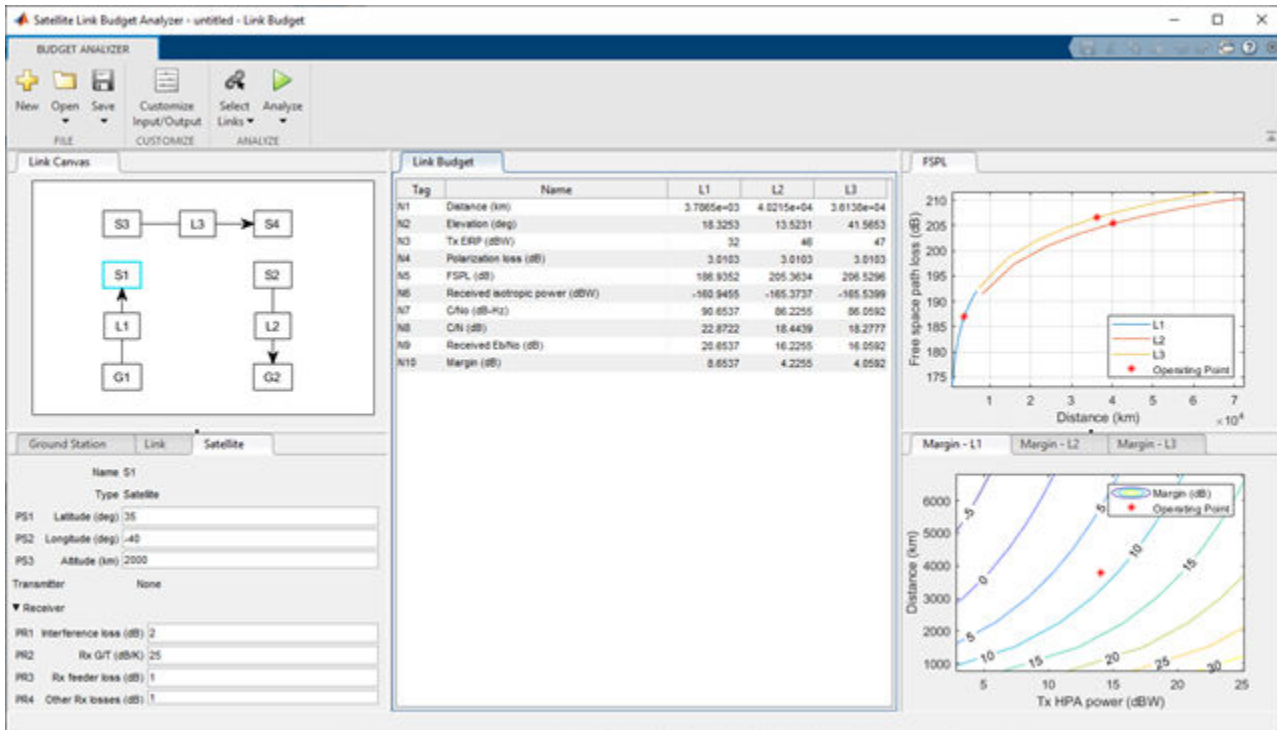 Satellite Link Budget Analyzer - untitled - Link Budget
BUDGET ANALYZER
New Open Save Customize Input/Output Select Links Analyze
FILE CUSTOMIZE ANALYZE
Link Canvas
S3 L3 S4
S1 S2
L1 L2
G1 G2
Ground Station Link Satellite
Name S1
Type Satellite
PS1 Latitude (deg) 35
PS2 Longitude (deg) -40
PS3 Altitude (km) 2000
Transmitter None
Receiver
PR1 Interference loss (dB) 2
PR2 Rx G/T (dB/K) 25
PR3 Rx feeder loss (dB) 1
PR4 Other Rx losses (dB) 1
Link Budget
Tag Name L1 L2 L3
N1 Distance (km) 3.7865e+03 4.0215e+04 3.6138e+04
N2 Elevation (deg) 18.3253 13.5231 41.5653
N3 Tx EIRP (dBW) 32 46 47
N4 Polarization loss (dB) 3.0103 3.0103 3.0103
N5 FSPL (dB) 186.9352 205.3634 206.5296
N6 Received isotropic power (dBW) -160.9455 -165.3737 -165.5399
N7 C/No (dB-Hz) 90.6537 86.2255 86.0592
N8 C/N (dB) 22.8722 18.4439 18.2777
N9 Received Eb/No (dB) 20.6537 16.2255 16.0592
N10 Margin (dB) 8.6537 4.2255 4.0592
FSPL
Free space path loss (dB)
210
205
195
190
185
180
175
L1
L2
L3
Operating Point
1 2 3 4 5 6 7
Distance (km) ×10⁴
Margin - L1 Margin - L2 Margin - L3
Distance (km)
6000
5000
4000
3000
2000
1000
Margin (dB)
Operating Point
-5 5
10
0 15
5
10 15 20 25 30
5 10 15 20 25
Tx HPA power (dBW)